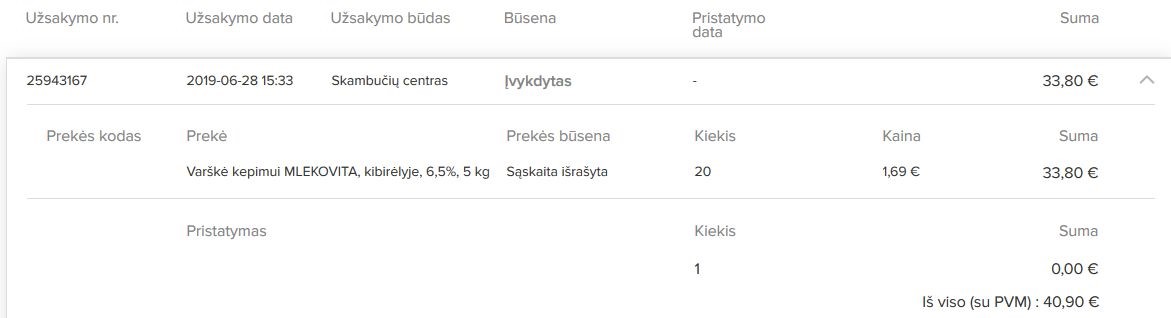 Užsakymo nr. Užsakymo data Užsakymo būdas Būsena Pristatymo data Suma
25943167 2019-06-28 15:33 Skambučių centras Įvykdytas - 33,80 €
Prekės kodas Prekė Prekės būsena Kiekis Kaina Suma
Varškė kepimui MLEKOVITA, kibirėlyje, 6,5%, 5 kg Sąskaita išrašyta 20 1,69 € 33,80 €
Pristatymas Kiekis Suma
1 0,00 €
Iš viso (su PVM) : 40,90 €